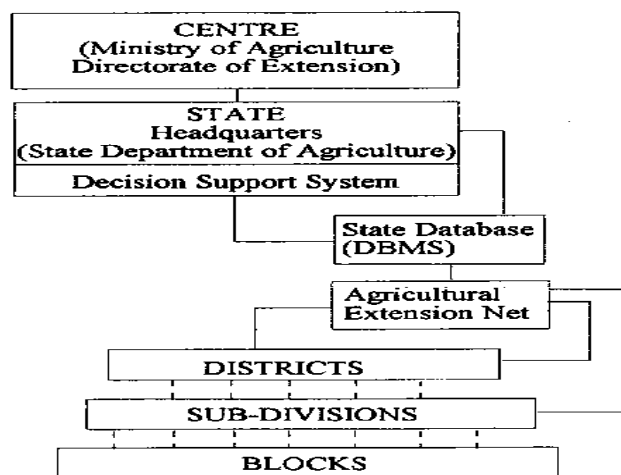 CENTRE
(Ministry of Agriculture
Directorate of Extension)
STATE
Headquarters
(State Department of Agriculture)
Decision Support System
State Database
(DBMS)
Agricultural
Extension Net
DISTRICTS
SUB-DIVISIONS
BLOCKS